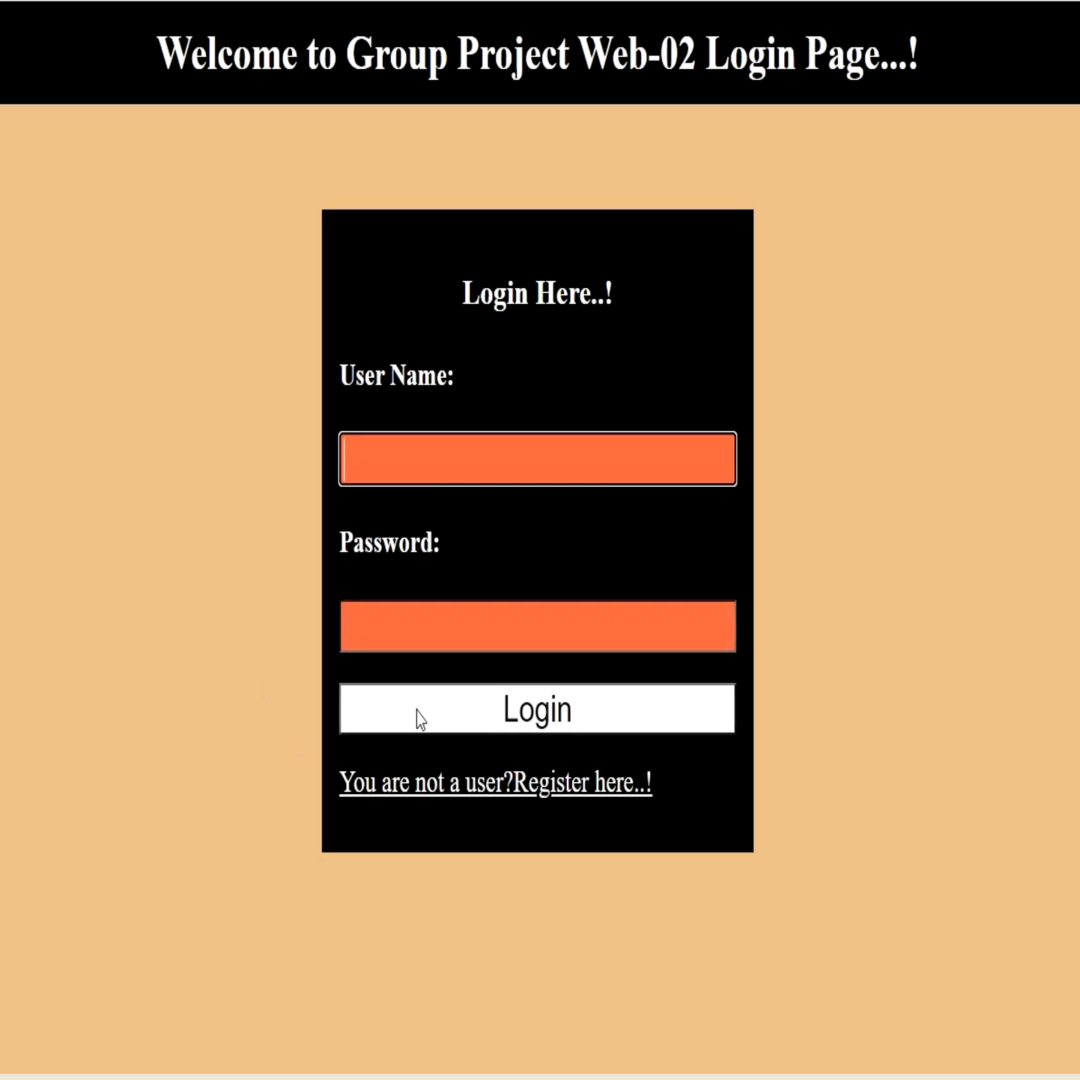 Welcome to Group Project Web-02 Login Page...!
Login Here..!
User Name:
Password:
Login
You are not a user?Register here..!